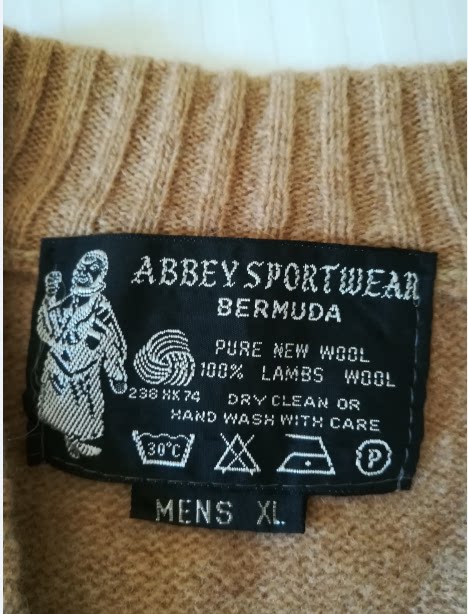 ABBEY SPORTWEAR
BERMUDA
PURE NEW WOOL
100% LAMBS WOOL
238 HK 74
DRY CLEAN OR
HAND WASH WITH CARE
30°C
P
MENS XL